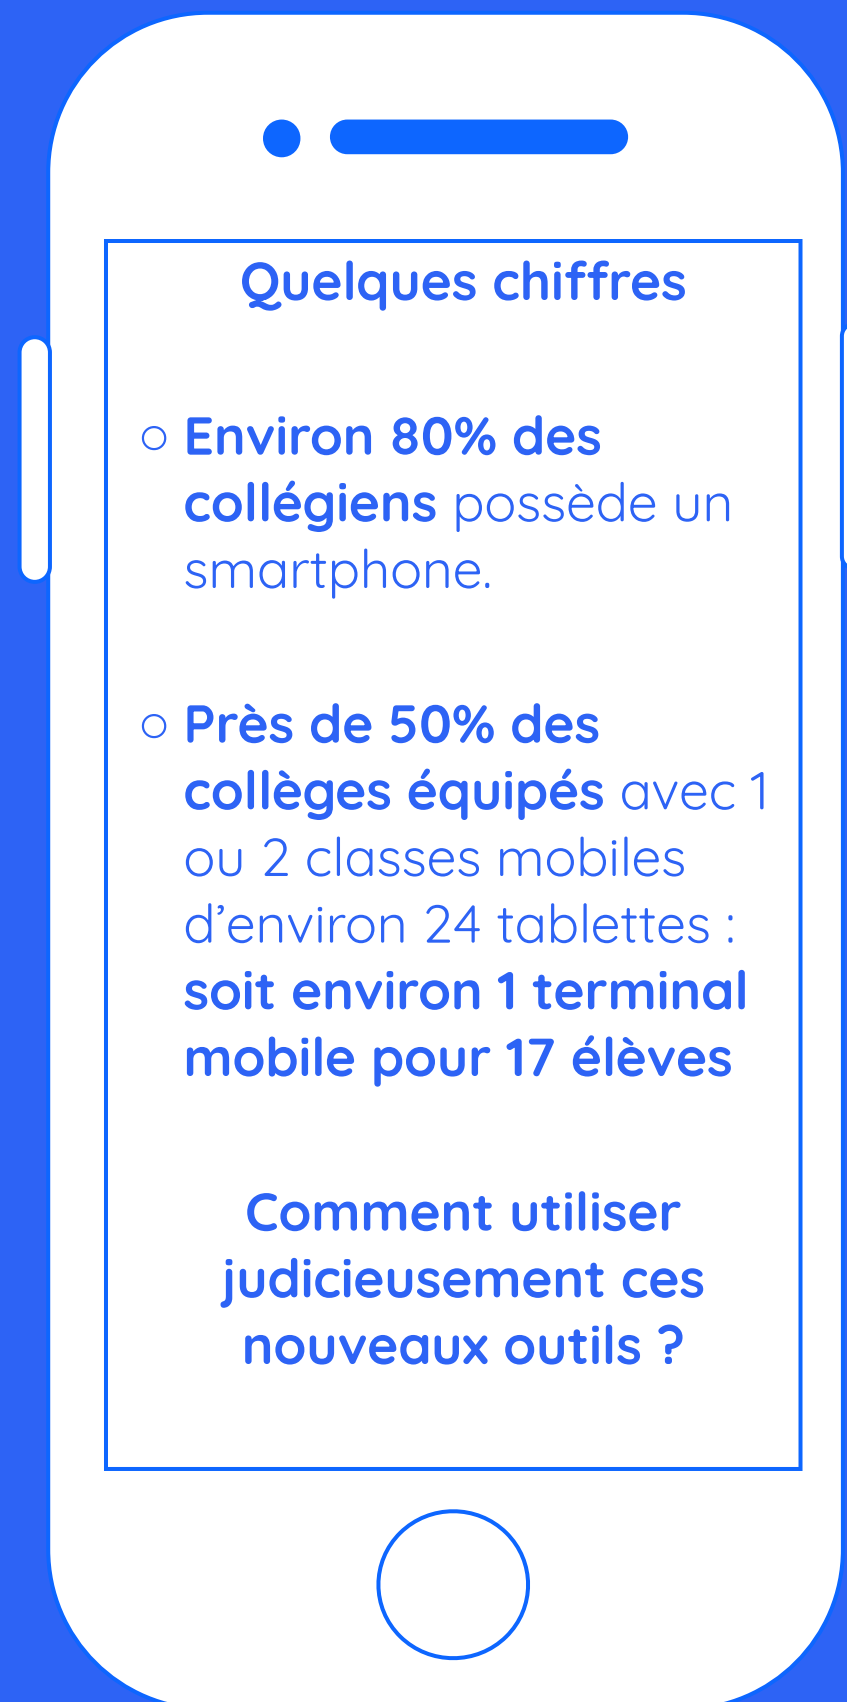 Quelques chiffres
○ Environ 80% des
collégiens possède un
smartphone.
○ Près de 50% des
collèges équipés avec 1
ou 2 classes mobiles
d’environ 24 tablettes :
soit environ 1 terminal
mobile pour 17 élèves
Comment utiliser
judicieusement ces
nouveaux outils ?